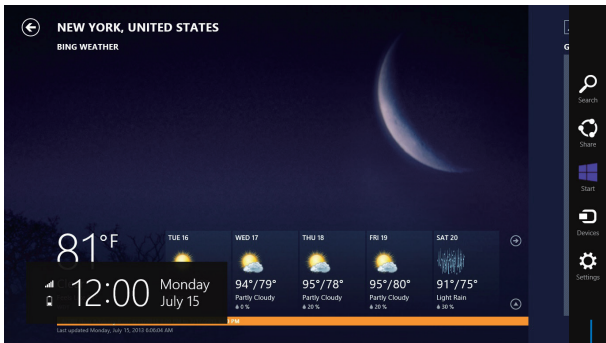 NEW YORK, UNITED STATES
BING WEATHER
G
Search
Share
Start
Devices
Settings
81°F
TUE 16
WED 17
94°/79°
Partly Cloudy
0 %
THU 18
95°/78°
Partly Cloudy
20 %
FRI 19
95°/80°
Partly Cloudy
20 %
SAT 20
91°/75°
Light Rain
30 %
12:00
Monday
July 15
PM
Last updated Monday, July 15, 2013 6:06:04 AM